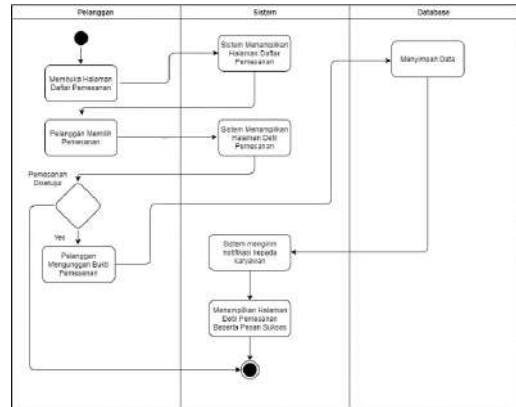 Pelanggan
Sistem
Database
Membuka Halaman
Daftar Pemesanan
Sistem Menampilkan
Halaman Daftar
Pemesanan
Menyimpan Data
Pelanggan Memilih
Pemesanan
Sistem Menampilkan
Halaman Detil
Pemesanan
Pemesanan
Disetujui
Yes
Pelanggan
Mengunggah Bukti
Pemesanan
Sistem mengirim
notifikasi kepada
karyawan
Menampilkan Halaman
Detil Pemesanan
Beserta Pesan Sukses